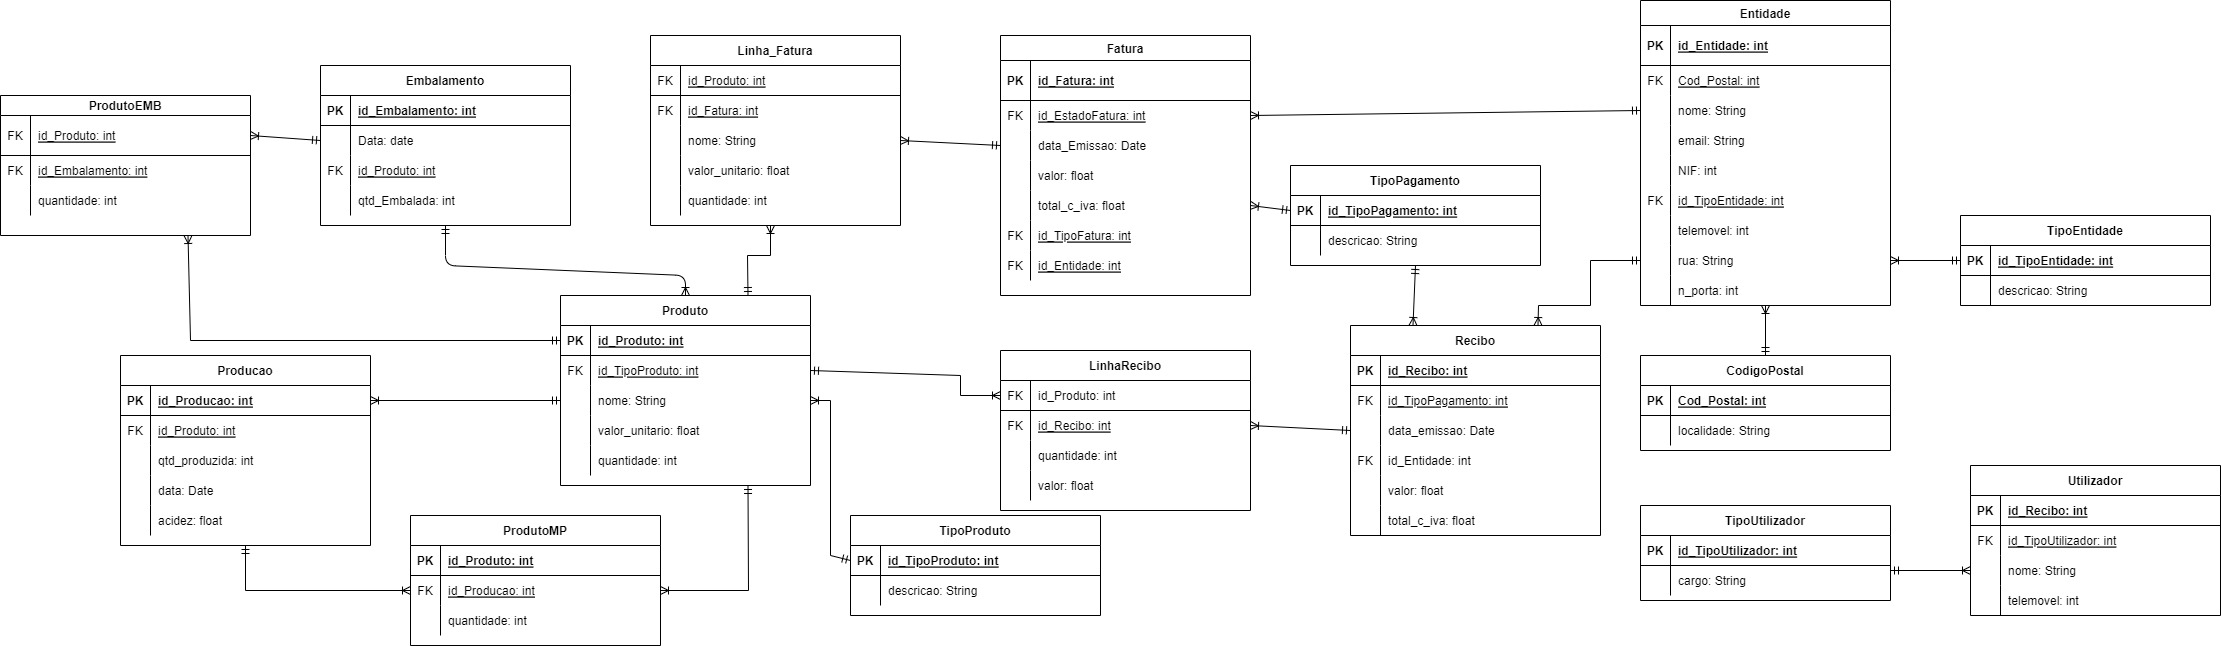 Entidade
PK id_Entidade: int
FK Cod_Postal: int
nome: String
email: String
NIF: int
FK id_TipoEntidade: int
telemovel: int
rua: String
n_porta: int
Fatura
PK id_Fatura: int
FK id_EstadoFatura: int
data_Emissao: Date
valor: float
total_c_iva: float
FK id_TipoFatura: int
FK id_Entidade: int
Linha_Fatura
FK id_Produto: int
FK id_Fatura: int
nome: String
valor_unitario: float
quantidade: int
Embalamento
PK id_Embalamento: int
Data: date
FK id_Produto: int
qtd_Embalada: int
ProdutoEMB
FK id_Produto: int
FK id_Embalamento: int
quantidade: int
TipoPagamento
PK id_TipoPagamento: int
descricao: String
TipoEntidade
PK id_TipoEntidade: int
descricao: String
Produto
PK id_Produto: int
FK id_TipoProduto: int
nome: String
valor_unitario: float
quantidade: int
Producao
PK id_Producao: int
FK id_Produto: int
qtd_produzida: int
data: Date
acidez: float
LinhaRecibo
FK id_Produto: int
FK id_Recibo: int
quantidade: int
valor: float
Recibo
PK id_Recibo: int
FK id_TipoPagamento: int
data_emissao: Date
FK id_Entidade: int
valor: float
total_c_iva: float
CodigoPostal
PK Cod_Postal: int
localidade: String
ProdutoMP
PK id_Produto: int
FK id_Producao: int
quantidade: int
TipoProduto
PK id_TipoProduto: int
descricao: String
TipoUtilizador
PK id_TipoUtilizador: int
cargo: String
Utilizador
PK id_Recibo: int
FK id_TipoUtilizador: int
nome: String
telemovel: int